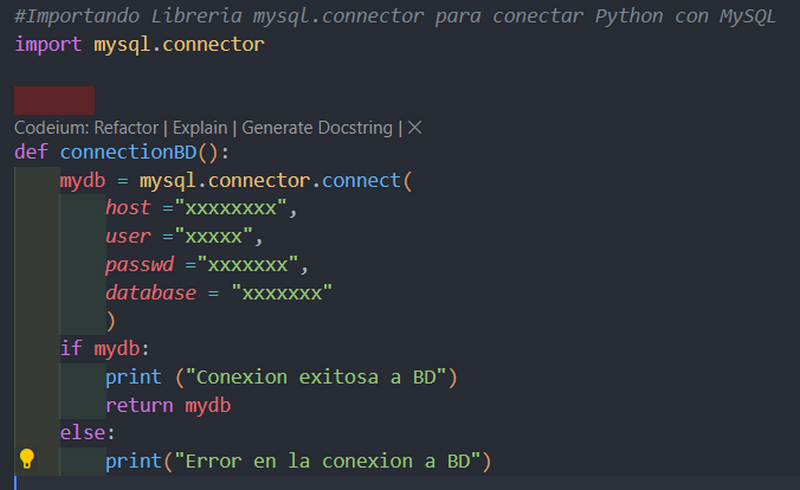 #Importando Libreria mysql.connector para conectar Python con MySQL
import mysql.connector
Codeium: Refactor | Explain | Generate Docstring | ×
def connectionBD():
    mydb = mysql.connector.connect(
        host ="xxxxxxxx",
        user ="xxxxx",
        passwd ="xxxxxxx",
        database = "xxxxxxx"
        )
    if mydb:
        print ("Conexion exitosa a BD")
        return mydb
    else:
        print("Error en la conexion a BD")